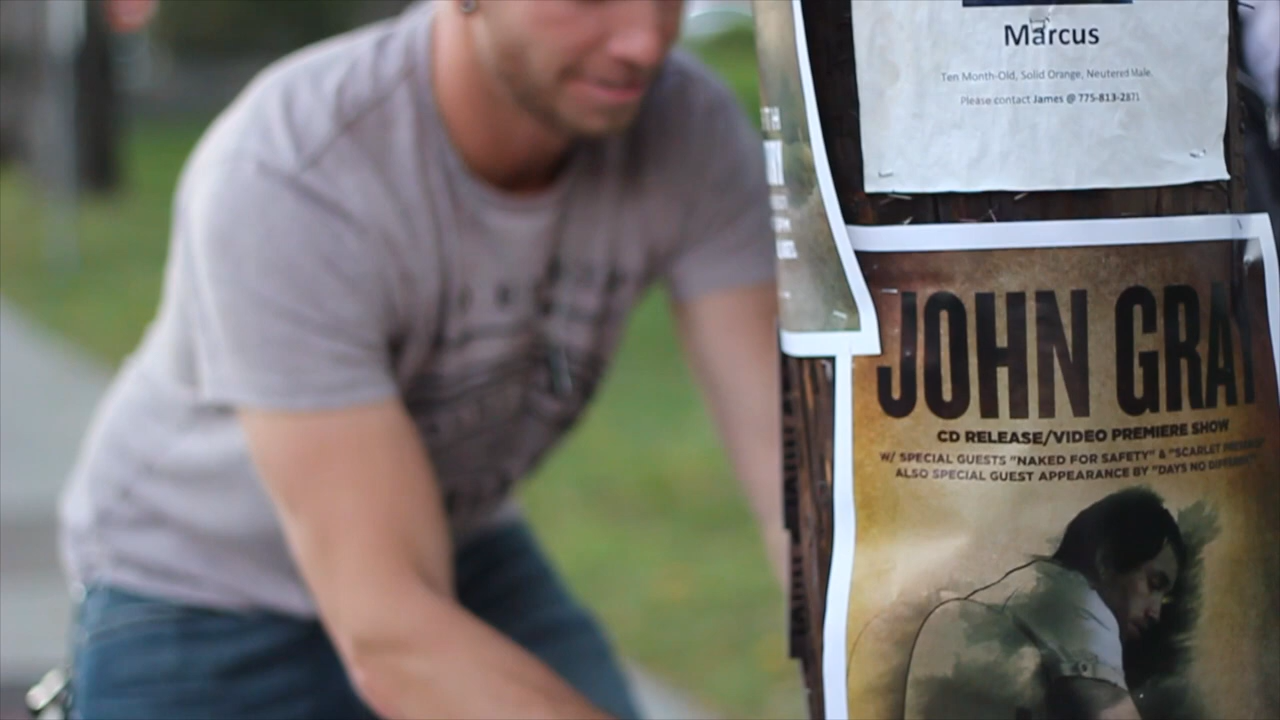 Marcus
Ten Month-Old, Solid Orange, Neutered Male
Please contact James @ 775-813-2871
JOHN GRAY
CD RELEASE/VIDEO PREMIERE SHOW
W/ SPECIAL GUESTS "NAKED FOR SAFETY" & "SCARLET
ALSO SPECIAL GUEST APPEARANCE BY "DAYS NO